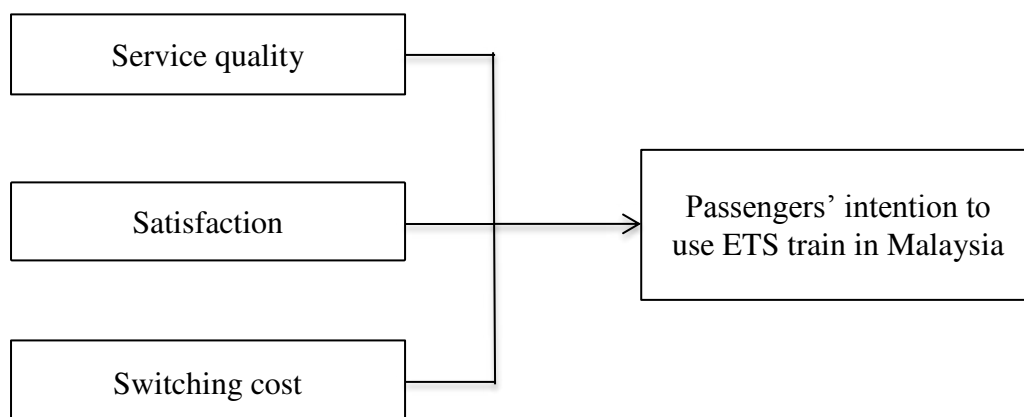 Service quality
Satisfaction
Passengers’ intention to
use ETS train in Malaysia
Switching cost